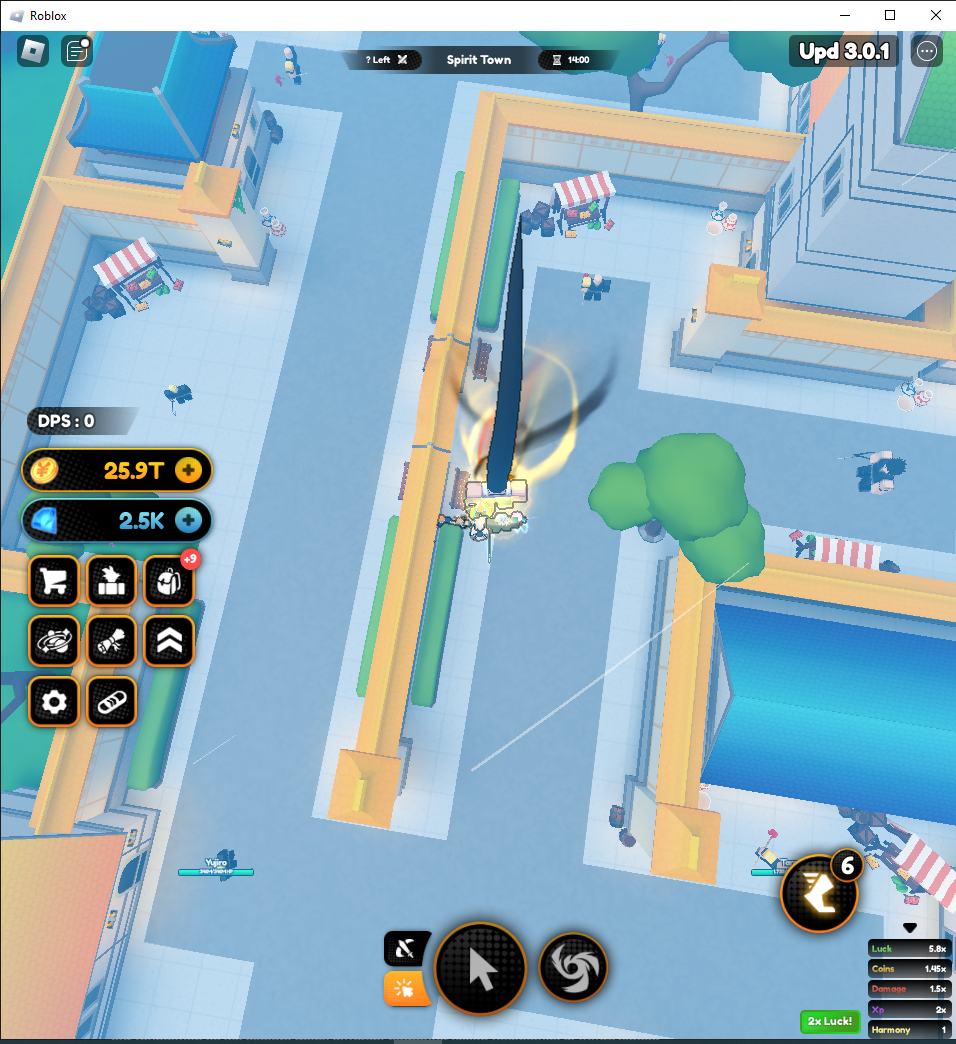 Roblox
? Left
Spirit Town
14:00
Upd 3.0.1
DPS : 0
25.9T
2.5K
+9
Yujiro
6
Luck 5.8x
Coins 1.45x
Damage 1.5x
Xp 2x
Harmony 1
2x Luck!